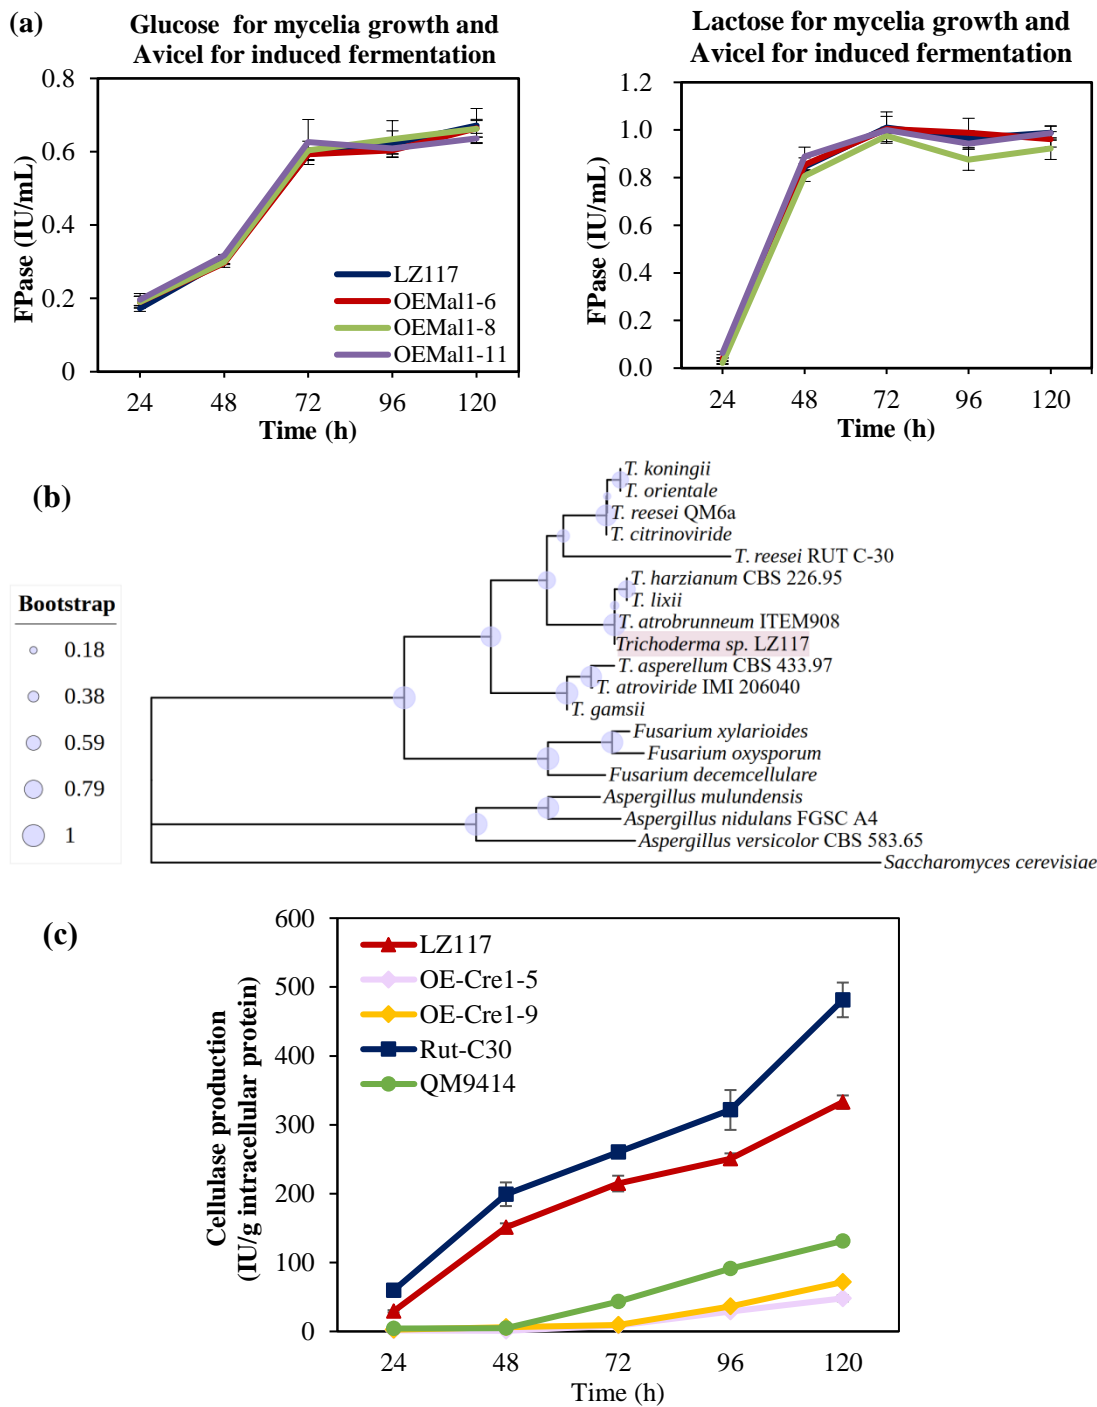 (a)
Glucose for mycelia growth and
Avicel for induced fermentation
FPase (IU/mL)
0.8
0.6
0.4
0.2
0
LZ117
OEMal1-6
OEMal1-8
OEMal1-11
24 48 72 96 120
Time (h)
Lactose for mycelia growth and
Avicel for induced fermentation
FPase (IU/mL)
1.2
1.0
0.8
0.6
0.4
0.2
0.0
24 48 72 96 120
Time (h)
(b)
Bootstrap
0.18
0.38
0.59
0.79
1
T. koningii
T. orientale
T. reesei QM6a
T. citrinoviride
T. reesei RUT C-30
T. harzianum CBS 226.95
T. lixii
T. atrobrunneum ITEM908
Trichoderma sp. LZ117
T. asperellum CBS 433.97
T. atroviride IMI 206040
T. gamsii
Fusarium xylarioides
Fusarium oxysporum
Fusarium decemcellulare
Aspergillus mulundensis
Aspergillus nidulans FGSC A4
Aspergillus versicolor CBS 583.65
Saccharomyces cerevisiae
(c)
Cellulase production
(IU/g intracellular protein)
600
500
400
300
200
100
0
LZ117
OE-Cre1-5
OE-Cre1-9
Rut-C30
QM9414
24 48 72 96 120
Time (h)